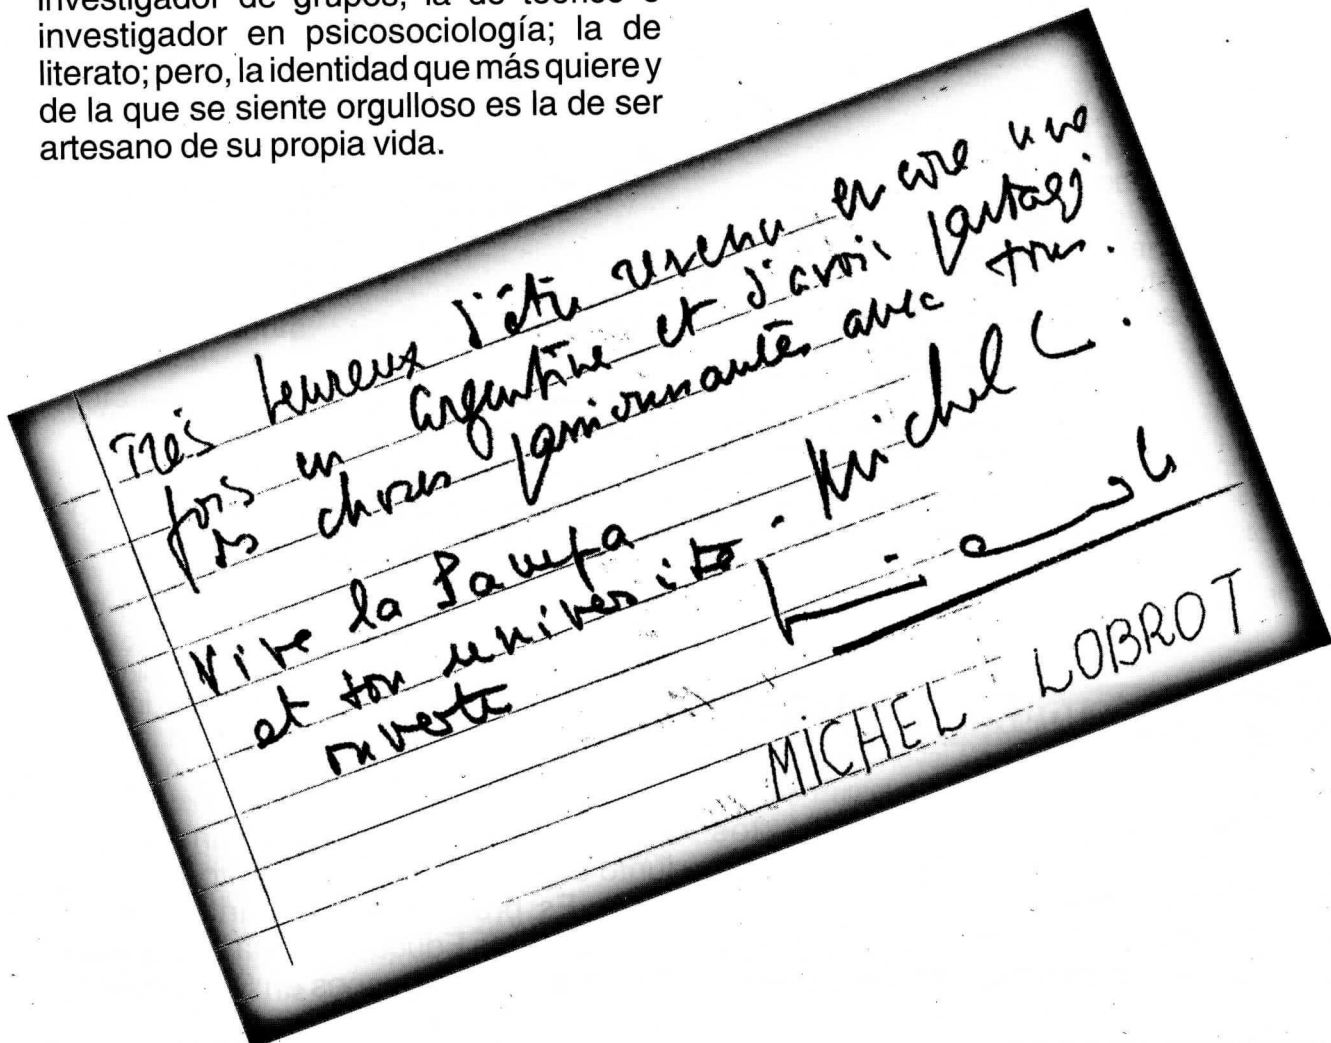 investigador de grupos; la de teórico e
investigador en psicosociología; la de
literato; pero, la identidad que más quiere y
de la que se siente orgulloso es la de ser
artesano de su propia vida.
Très heureux d'être revenu encore une
fois en Argentine et d'avoir partagé
des choses passionnantes avec tous.
Vive la Pampa
et son université
ouverte
Michel L.
MICHEL LOBROT